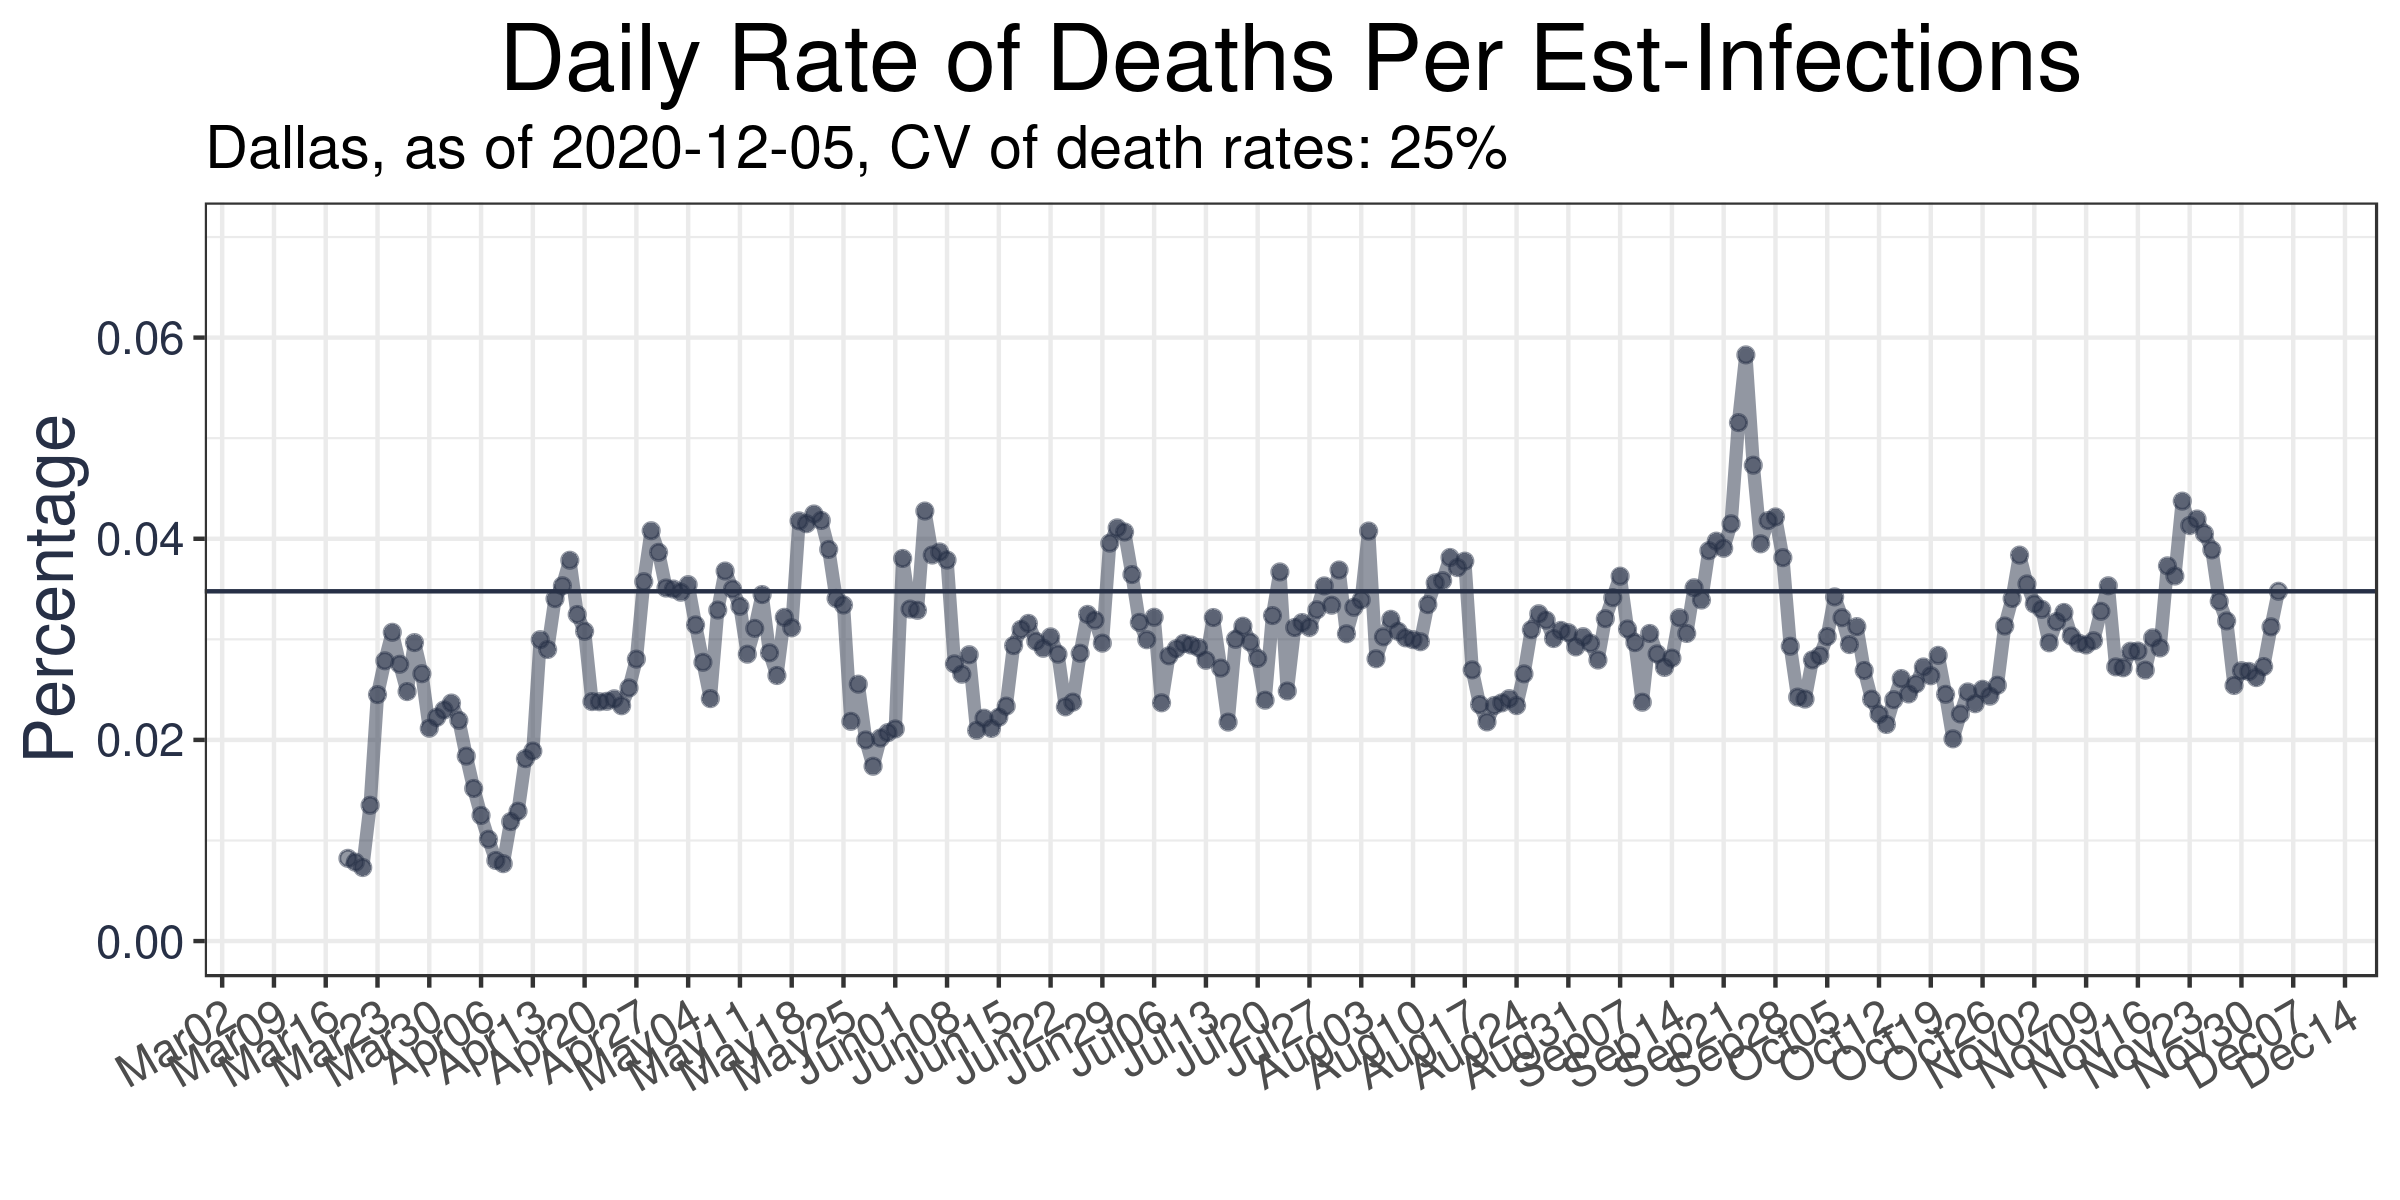 Daily Rate of Deaths Per Est-Infections
Dallas, as of 2020-12-05, CV of death rates: 25%
Percentage
0.06
0.04
0.02
0.00
Mar02
Mar09
Mar16
Mar23
Mar30
Apr06
Apr13
Apr20
Apr27
May04
May11
May18
May25
Jun01
Jun08
Jun15
Jun22
Jun29
Jul06
Jul13
Jul20
Jul27
Aug03
Aug10
Aug17
Aug24
Aug31
Sep07
Sep14
Sep21
Sep28
Oct05
Oct12
Oct19
Oct26
Nov02
Nov09
Nov16
Nov23
Nov30
Dec07
Dec14